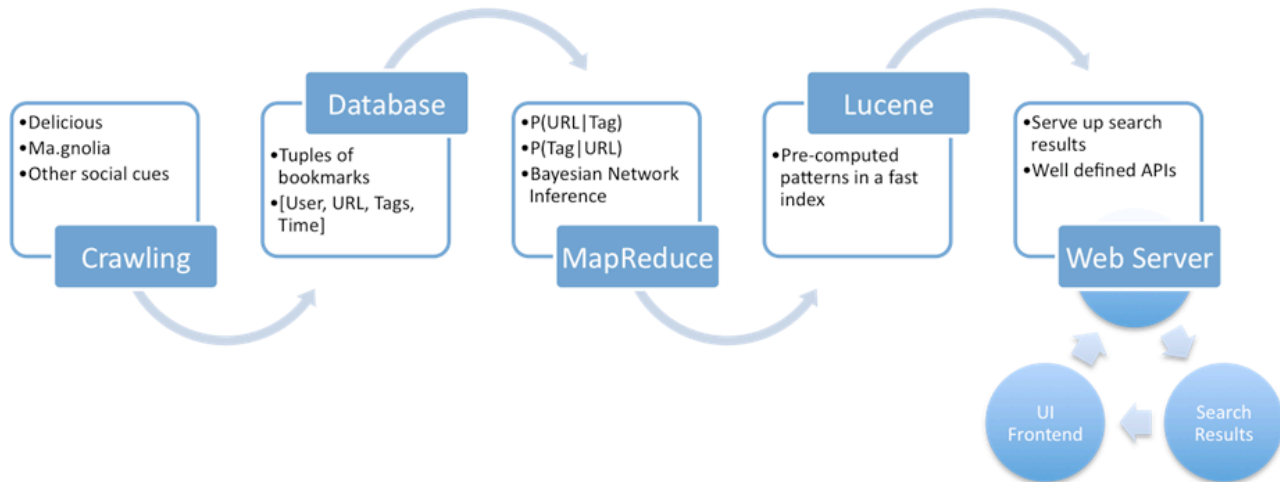 •Delicious
•Ma.gnolia
•Other social cues
Crawling
Database
•Tuples of
bookmarks
•[User, URL, Tags,
Time]
•P(URL|Tag)
•P(Tag|URL)
•Bayesian Network
Inference
MapReduce
Lucene
•Pre-computed
patterns in a fast
index
•Serve up search
results
•Well defined APIs
Web Server
UI
Frontend
Search
Results